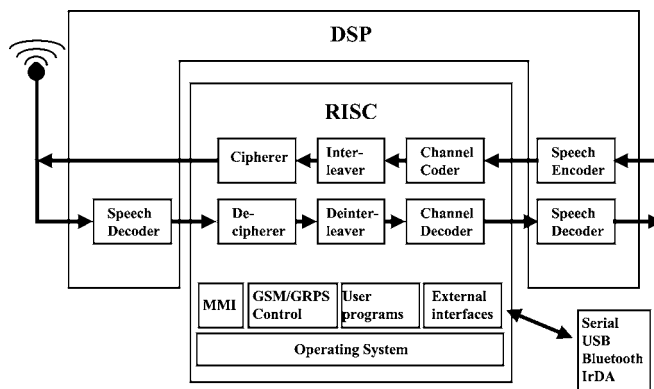 DSP
RISC
Cipherer
Inter-
leaver
Channel
Coder
Speech
Encoder
Speech
Decoder
De-
cipherer
Deinter-
leaver
Channel
Decoder
Speech
Decoder
MMI
GSM/GRPS
Control
User
programs
External
interfaces
Operating System
Serial
USB
Bluetooth
IrDA